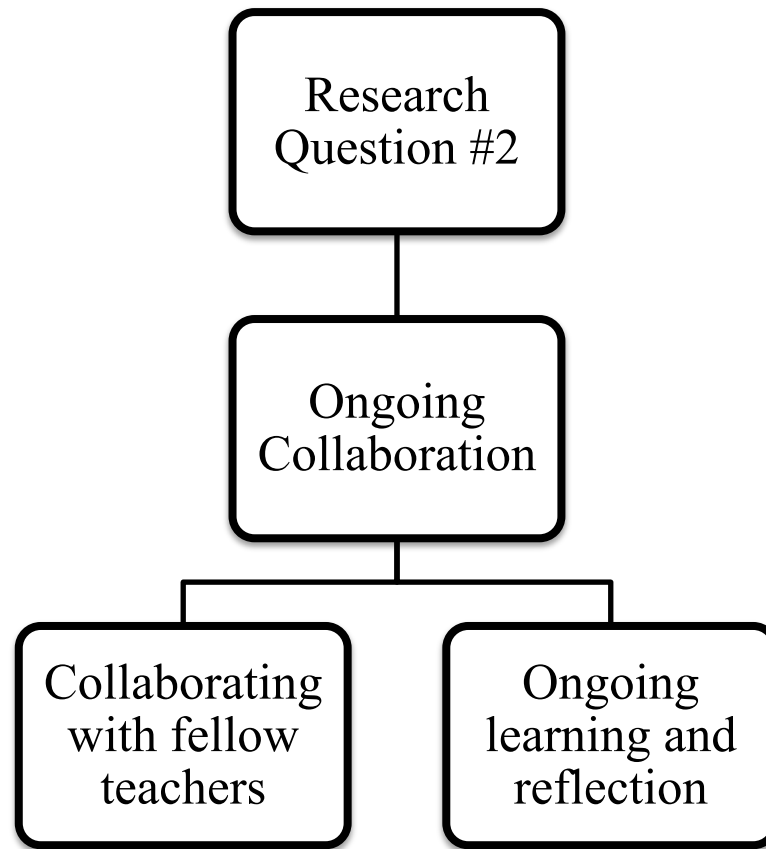 Research
Question #2
Ongoing
Collaboration
Collaborating
with fellow
teachers
Ongoing
learning and
reflection